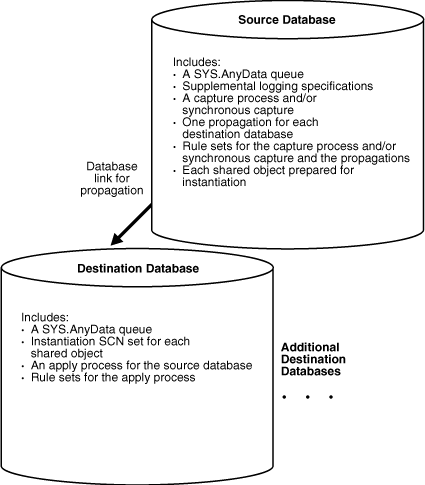 Source Database
Includes:
· A SYS.AnyData queue
· Supplemental logging specifications
· A capture process and/or
synchronous capture
· One propagation for each
destination database
· Rule sets for the capture process and/or
synchronous capture and the propagations
· Each shared object prepared for
instantiation
Database
link for
propagation
Destination Database
Includes:
· A SYS.AnyData queue
· Instantiation SCN set for each
shared object
· An apply process for the source database
· Rule sets for the apply process
Additional
Destination
Databases
. . .